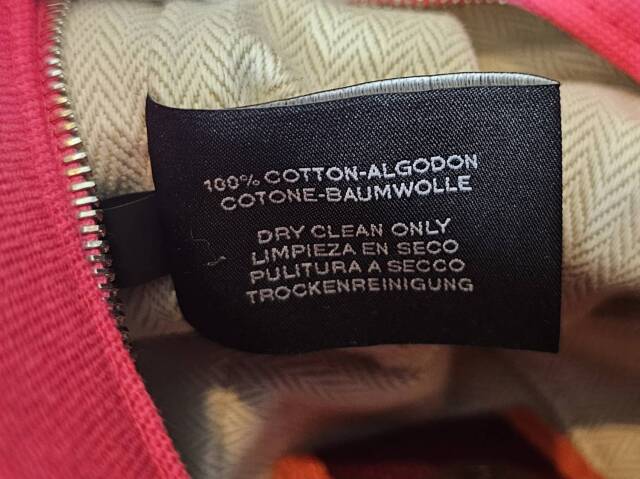 100% COTTON-ALGODON
COTONE-BAUMWOLLE
DRY CLEAN ONLY
LIMPIEZA EN SECO
PULITURA A SECCO
TROCKENREINIGUNG